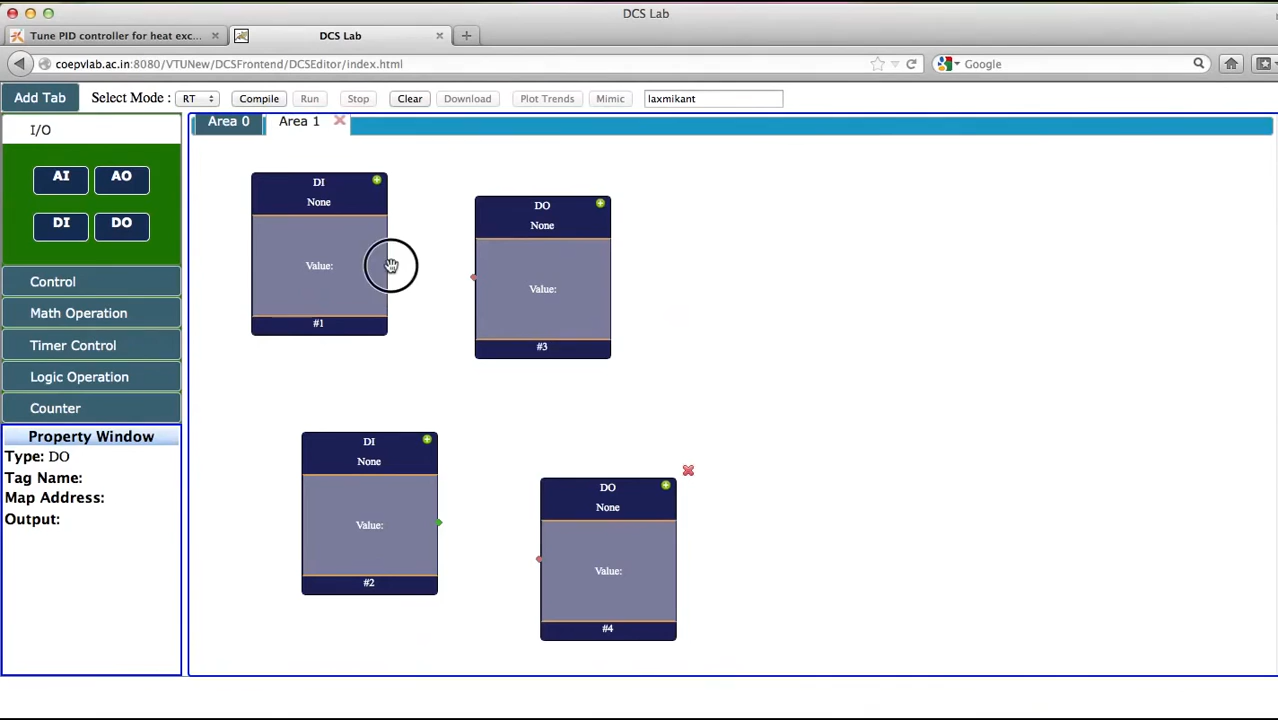 DCS Lab
Tune PID controller for heat exc...
DCS Lab
coepvlab.ac.in:8080/VTUNew/DCSFrontend/DCSEditor/index.html
Google
Add Tab
Select Mode :
RT
Compile
Run
Stop
Clear
Download
Plot Trends
Mimic
laxmikant
I/O
AI
AO
DI
DO
Control
Math Operation
Timer Control
Logic Operation
Counter
Property Window
Type: DO
Tag Name:
Map Address:
Output:
Area 0
Area 1
DI
None
Value:
#1
DO
None
Value:
#3
DI
None
Value:
#2
DO
None
Value:
#4